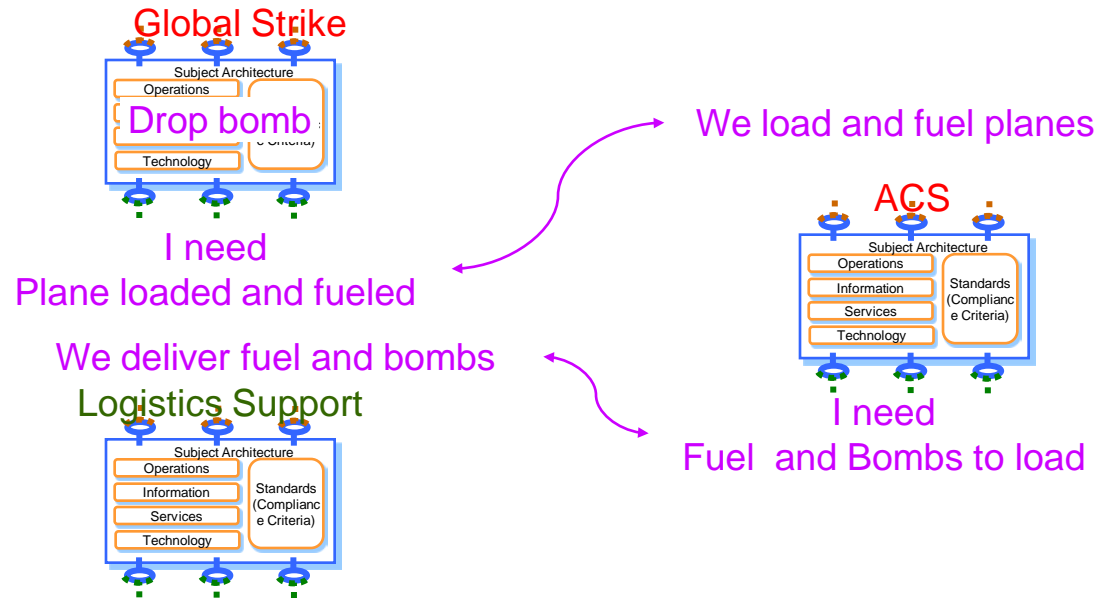 Global Strike
Subject Architecture
Operations
Drop bomb
e Criteria)
Technology
I need
Plane loaded and fueled
We load and fuel planes
ACS
Subject Architecture
Operations
Information
Services
Technology
Standards
(Complianc
e Criteria)
I need
Fuel and Bombs to load
We deliver fuel and bombs
Logistics Support
Subject Architecture
Operations
Information
Services
Technology
Standards
(Complianc
e Criteria)